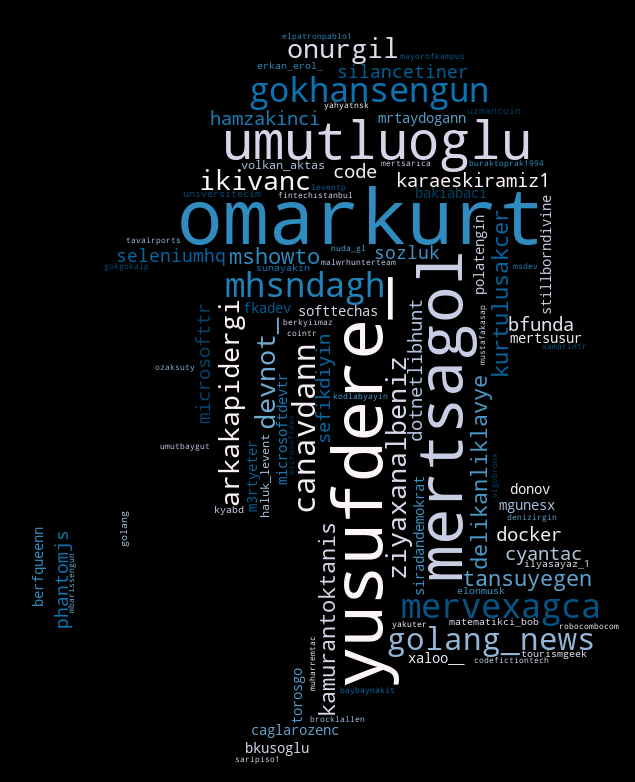 elpatronpablo1
onurgil
mayorofkampus
erkan_erol_
silancetiner
gokhansengun
yahyatnsk
uzmancoin
hamzakinci
mrtaydogann
umutluoglu
volkan_aktas
code
mertsarica
buraktoprak1994
ikivanc
karaeskiramiz1
universitecim
leventp
fintechistanbul
bakiabaci
omarkurt
stillborndivine
polatengin
kurtulusakcer
tavairports
seleniumhq
mshowto
nuda_gl
sozluk
gokgokalp
sunayakin
malwrhunterteam
msdev
mhsndagh
microsofttr
arkakapidergi
fkadev
softtechas
devnot_
berkyiimaz
cointr
yusufdere_
mertsagol
dotnetlibhunt
mustafakasap
bfunda
mertsusur
xamarintr
sefikdiyin
canavdann
ziyaxanalbeniz
ozaksuty
microsoftdevtr
delikanliklavye
kodlabyayin
umutbaygut
m3rtyeter
haluk_levent
vigobronx
siradandemokrat
donov
mgunesx
kyabd
denizirgin
golang
berfqueenn
phantomjs
mbarissengun
kamurantoktanis
docker
cyantac
ilyasayaz_1
tansuyegen
elonmusk
mervexagca
yakuter
matematikci_bob
robocombocom
golang_news
muharremtac
xaloo__
tourismgeek
codefictiontech
torosgo
baybaynakit
brocklallen
caglarozenc
bkusoglu
saripiso1